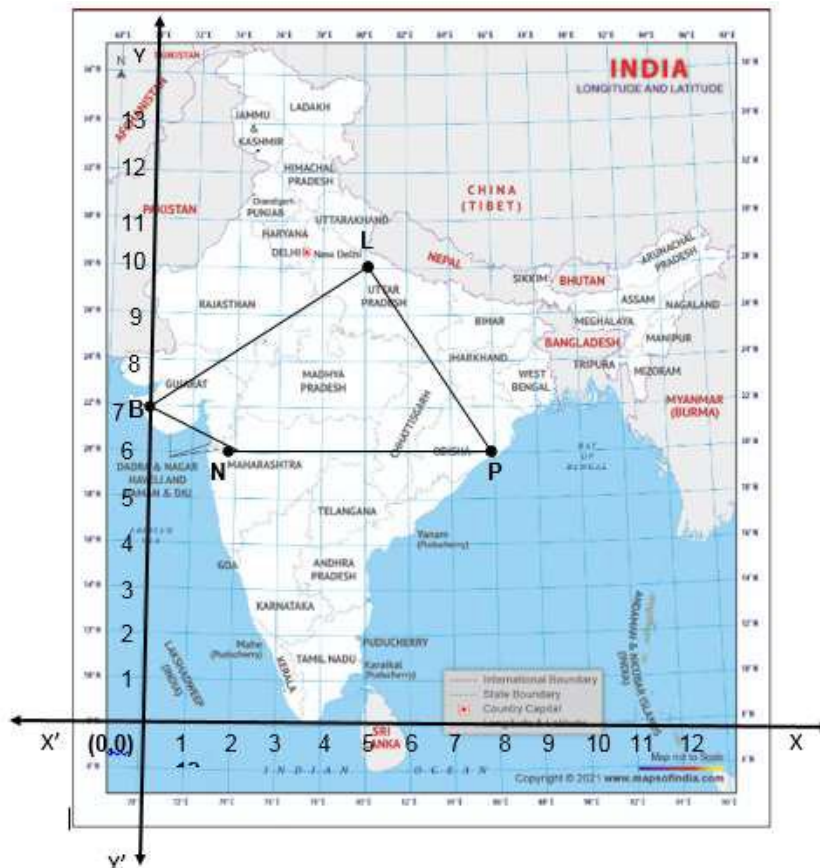 Y
N
TAJIKISTAN
AFGHANISTAN
INDIA
LONGITUDE AND LATITUDE
LADAKH
13
JAMMU
&
KASHMIR
12
HIMACHAL
PRADESH
CHINA
(TIBET)
Chandigarh
PUNJAB
PAKISTAN
11
UTTARAKHAND
HARYANA
L
DELHI
New Delhi
10
NEPAL
ARUNACHAL
PRADESH
SIKKIM
BHUTAN
UTTAR
PRADESH
RAJASTHAN
ASSAM
NAGALAND
9
BIHAR
MEGHALAYA
MANIPUR
BANGLADESH
8
JHARKHAND
TRIPURA
MIZORAM
GUJARAT
MADHYA
PRADESH
WEST
BENGAL
MYANMAR
(BURMA)
7
B
CHHATTISGARH
6
ODISHA
BAY
OF
BENGAL
N
MAHARASHTRA
P
DADRA & NAGAR
HAVELI AND
DAMAN & DIU
5
TELANGANA
4
Yanam
(Puducherry)
GOA
ANDHRA
PRADESH
3
KARNATAKA
2
Mahe
(Puducherry)
PUDUCHERRY
ANDAMAN & NICOBAR ISLANDS
(INDIA)
LAKSHADWEEP
(INDIA)
KERALA
TAMIL NADU
Karaikal
(Puducherry)
1
International Boundary
State Boundary
Country Capital
X' (0,0) 1 2 3 4 5 6 7 8 9 10 11 12 X
SRI
LANKA
INDIAN OCEAN
Map not to Scale
Copyright © 2021 www.mapsofindia.com
Y'